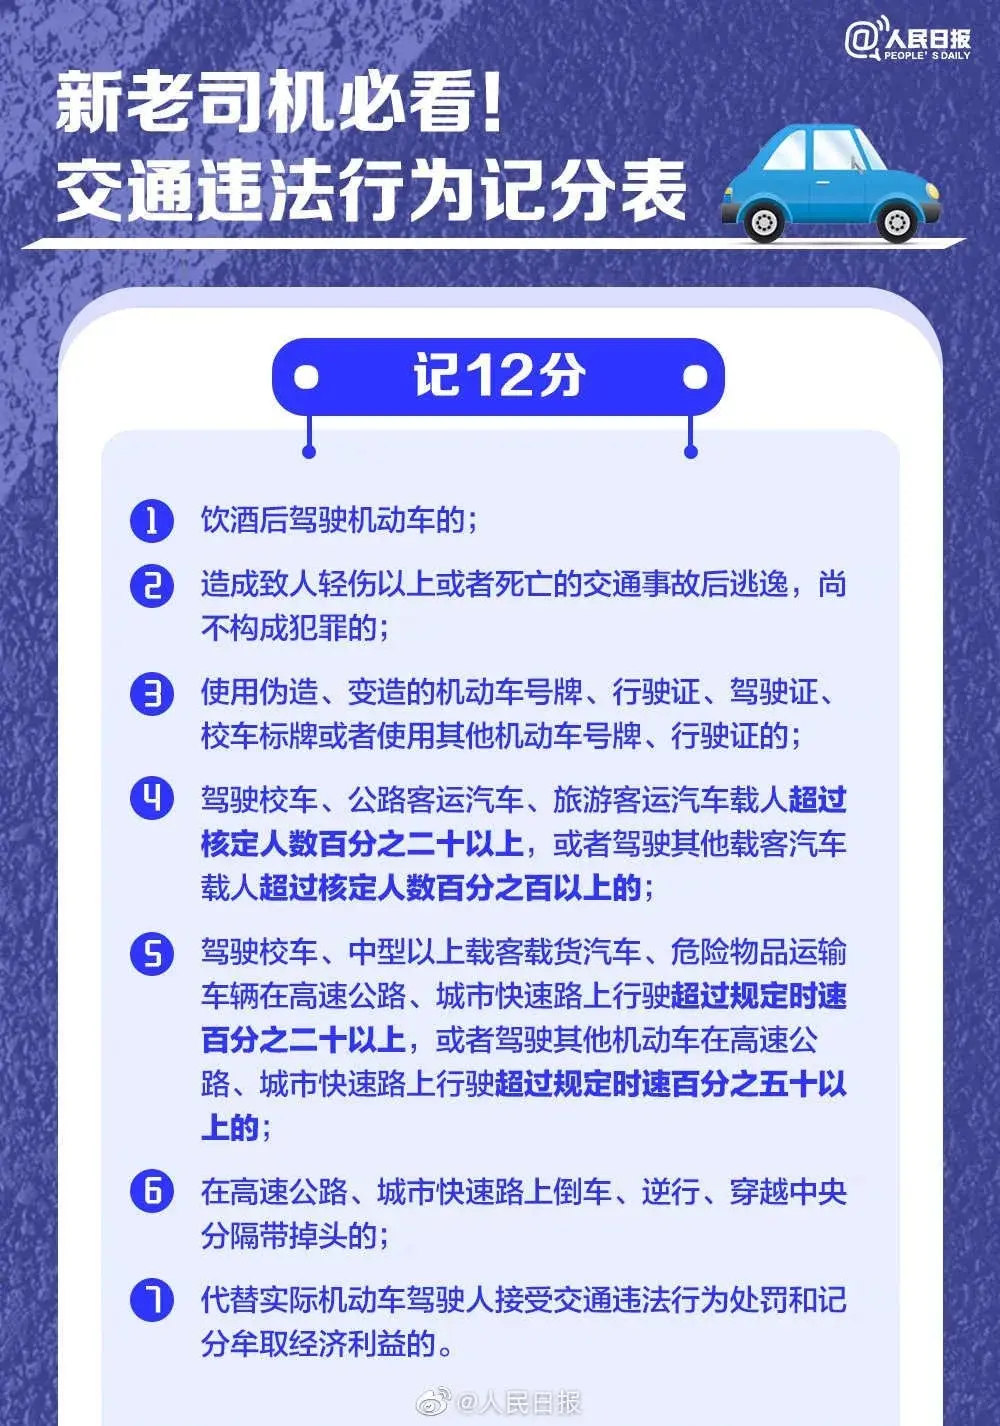 @人民日报
PEOPLE'S DAILY
新老司机必看！
交通违法行为记分表
记12分
1 饮酒后驾驶机动车的；
2 造成致人轻伤以上或者死亡的交通事故后逃逸，尚
不构成犯罪的；
3 使用伪造、变造的机动车号牌、行驶证、驾驶证、
校车标牌或者使用其他机动车号牌、行驶证的；
4 驾驶校车、公路客运汽车、旅游客运汽车载人超过
核定人数百分之二十以上，或者驾驶其他载客汽车
载人超过核定人数百分之百以上的；
5 驾驶校车、中型以上载客载货汽车、危险物品运输
车辆在高速公路、城市快速路上行驶超过规定时速
百分之二十以上，或者驾驶其他机动车在高速公
路、城市快速路上行驶超过规定时速百分之五十以
上的；
6 在高速公路、城市快速路上倒车、逆行、穿越中央
分隔带掉头的；
7 代替实际机动车驾驶人接受交通违法行为处罚和记
分牟取经济利益的。
@人民日报